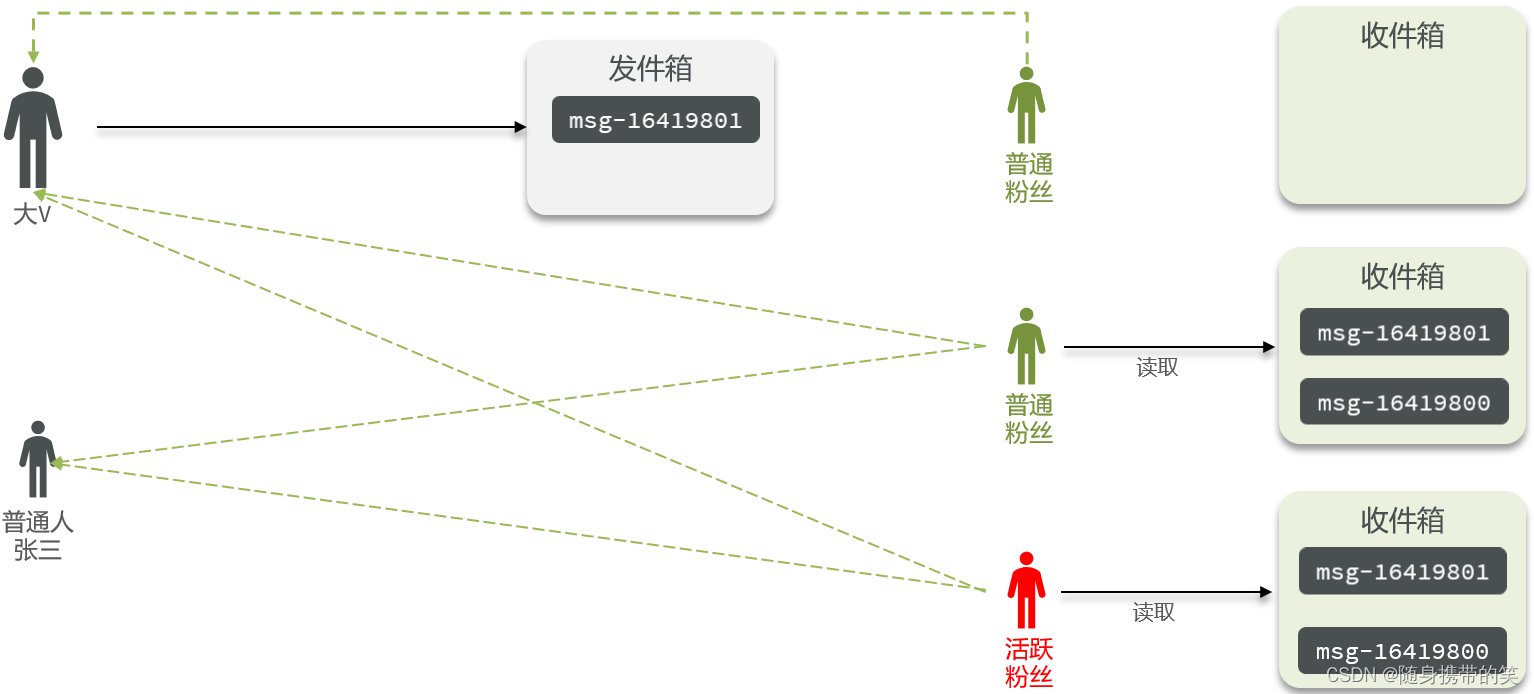 发件箱
msg-16419801
大V
普通
粉丝
收件箱
普通人
张三
普通
粉丝
读取
收件箱
msg-16419801
msg-16419800
活跃
粉丝
读取
收件箱
msg-16419801
msg-16419800
CSDN @随身携带的笑